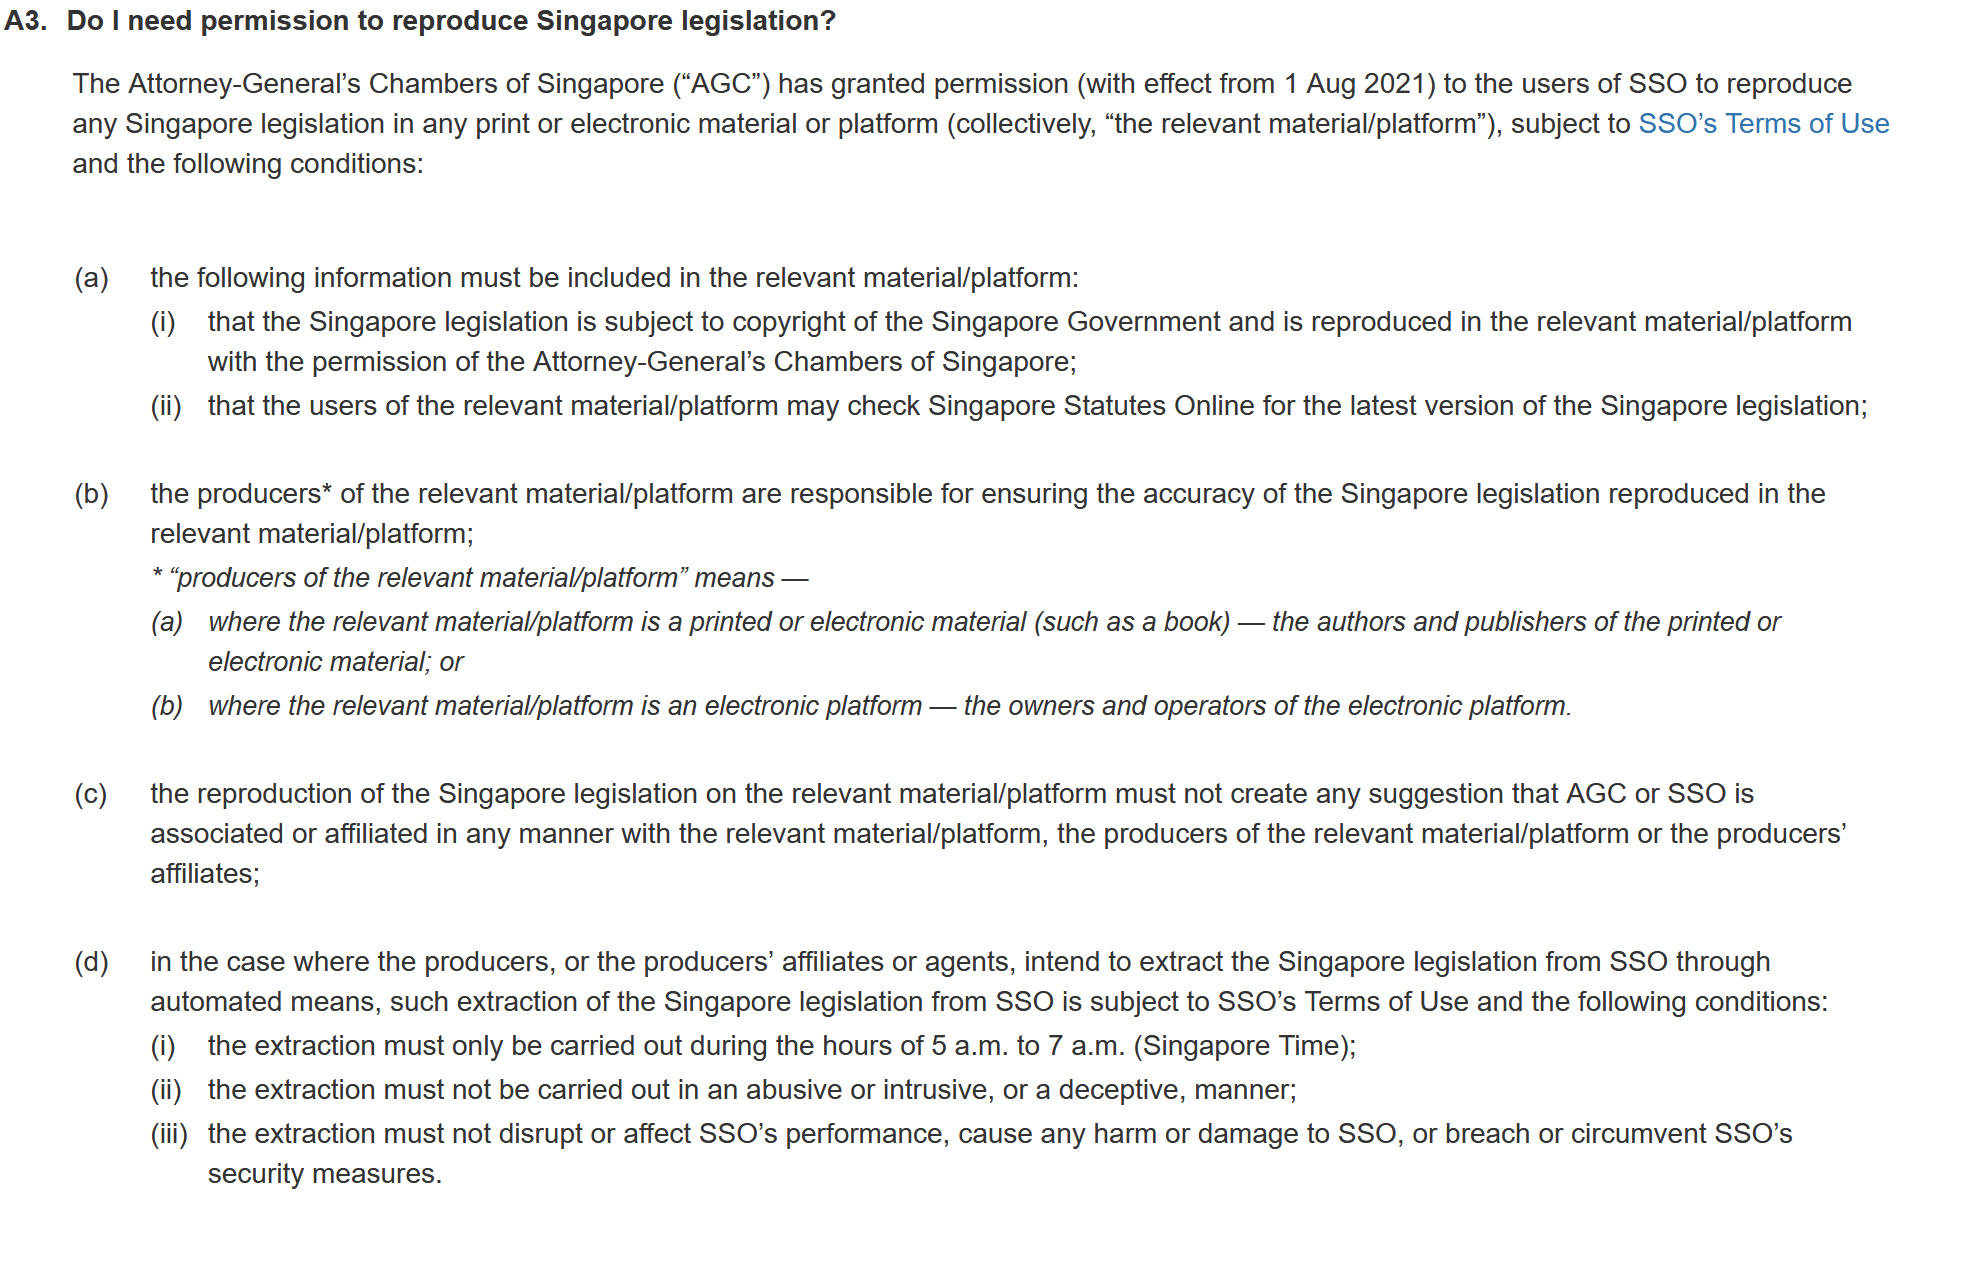 A3. Do I need permission to reproduce Singapore legislation?
The Attorney-General’s Chambers of Singapore (“AGC”) has granted permission (with effect from 1 Aug 2021) to the users of SSO to reproduce
any Singapore legislation in any print or electronic material or platform (collectively, “the relevant material/platform”), subject to SSO’s Terms of Use
and the following conditions:
(a) the following information must be included in the relevant material/platform:
(i) that the Singapore legislation is subject to copyright of the Singapore Government and is reproduced in the relevant material/platform
with the permission of the Attorney-General’s Chambers of Singapore;
(ii) that the users of the relevant material/platform may check Singapore Statutes Online for the latest version of the Singapore legislation;
(b) the producers* of the relevant material/platform are responsible for ensuring the accuracy of the Singapore legislation reproduced in the
relevant material/platform;
* “producers of the relevant material/platform” means —
(a) where the relevant material/platform is a printed or electronic material (such as a book) — the authors and publishers of the printed or
electronic material; or
(b) where the relevant material/platform is an electronic platform — the owners and operators of the electronic platform.
(c) the reproduction of the Singapore legislation on the relevant material/platform must not create any suggestion that AGC or SSO is
associated or affiliated in any manner with the relevant material/platform, the producers of the relevant material/platform or the producers’
affiliates;
(d) in the case where the producers, or the producers’ affiliates or agents, intend to extract the Singapore legislation from SSO through
automated means, such extraction of the Singapore legislation from SSO is subject to SSO’s Terms of Use and the following conditions:
(i) the extraction must only be carried out during the hours of 5 a.m. to 7 a.m. (Singapore Time);
(ii) the extraction must not be carried out in an abusive or intrusive, or a deceptive, manner;
(iii) the extraction must not disrupt or affect SSO’s performance, cause any harm or damage to SSO, or breach or circumvent SSO’s
security measures.